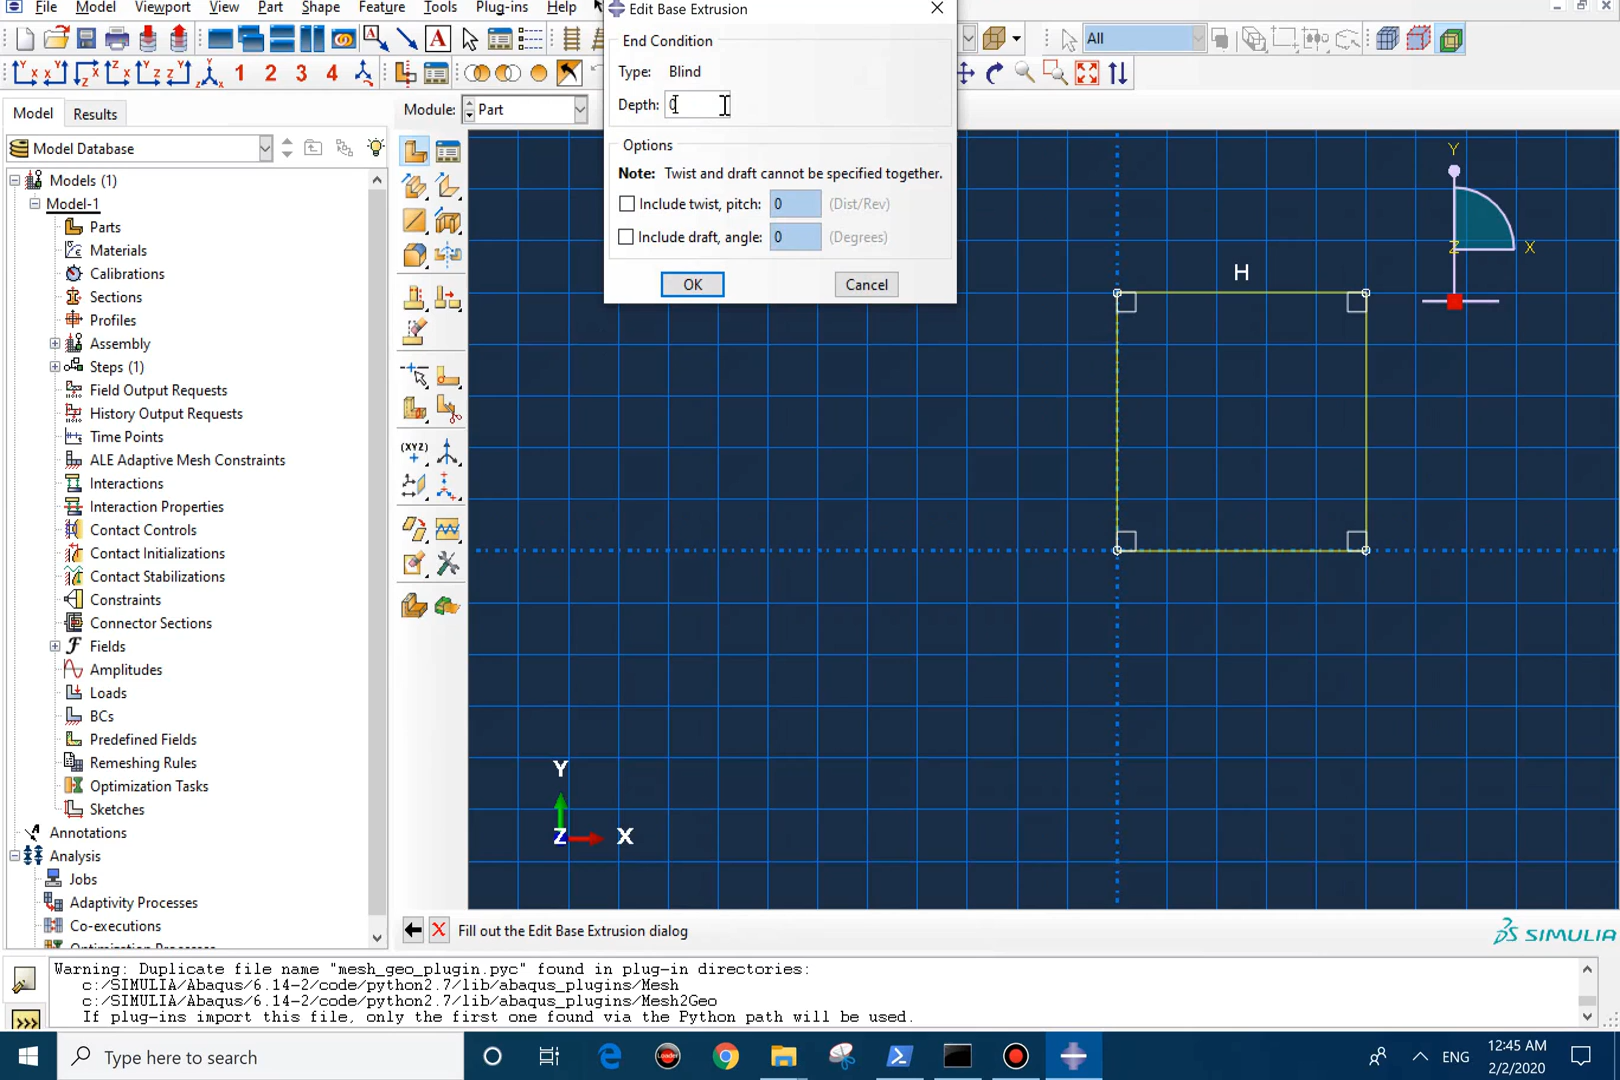 File Model Viewport View Part Shape Feature Tools Plug-ins Help
Edit Base Extrusion
End Condition
Type: Blind
Depth: 0
Options
Note: Twist and draft cannot be specified together.
Include twist, pitch: 0 (Dist/Rev)
Include draft, angle: 0 (Degrees)
OK Cancel
All
1 2 3 4
Model Results
Module: Part
Model Database
Models (1)
Model-1
Parts
Materials
Calibrations
Sections
Profiles
Assembly
Steps (1)
Field Output Requests
History Output Requests
Time Points
ALE Adaptive Mesh Constraints
Interactions
Interaction Properties
Contact Controls
Contact Initializations
Contact Stabilizations
Constraints
Connector Sections
Fields
Amplitudes
Loads
BCs
Predefined Fields
Remeshing Rules
Optimization Tasks
Sketches
Annotations
Analysis
Jobs
Adaptivity Processes
Co-executions
Optimization Processes
(XYZ)
Y
Z X
H
Y
Z X
Fill out the Edit Base Extrusion dialog
SIMULIA
Warning: Duplicate file name "mesh_geo_plugin.pyc" found in plug-in directories:
c:/SIMULIA/Abaqus/6.14-2/code/python2.7/lib/abaqus_plugins/Mesh
c:/SIMULIA/Abaqus/6.14-2/code/python2.7/lib/abaqus_plugins/Mesh2Geo
If plug-ins import this file, only the first one found via the Python path will be used.
>>>
Type here to search
Loader
ENG
12:45 AM
2/2/2020